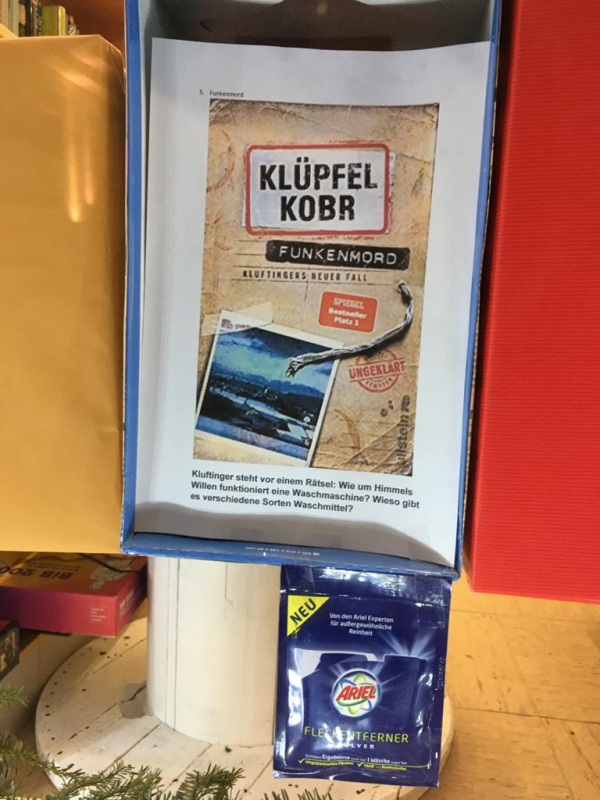 5. Funkenmord
KLÜPFEL
KOBR
FUNKENMORD
KLUFTINGERS NEUER FALL
SPIEGEL
Bestseller
Platz 1
UNGEKLÄRT
ullstein
Kluftinger steht vor einem Rätsel: Wie um Himmels
Willen funktioniert eine Waschmaschine? Wieso gibt
es verschiedene Sorten Waschmittel?
NEU
Von den Ariel Experten
für außergewöhnliche
Reinheit
ARIEL
FLECKENTFERNER
PULVER